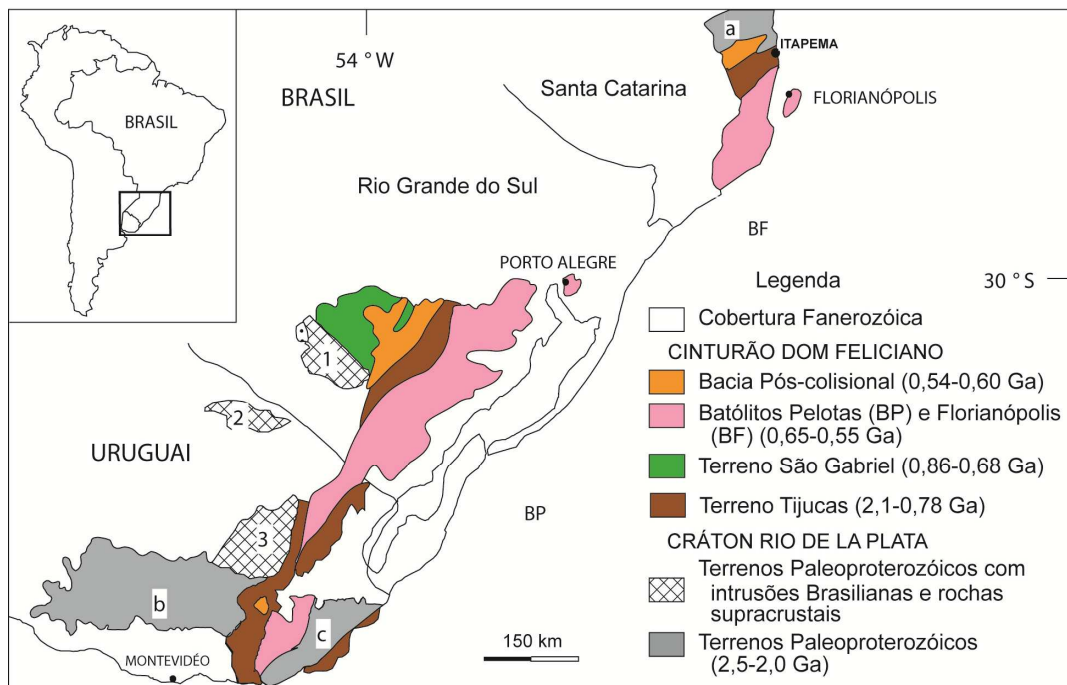 BRASIL
54 ° W
BRASIL
a
ITAPEMA
Santa Catarina
FLORIANÓPOLIS
Rio Grande do Sul
BF
PORTO ALEGRE
30 ° S
1
2
URUGUAI
3
BP
b
c
MONTEVIDÉO
150 km
Legenda
Cobertura Fanerozóica
CINTURÃO DOM FELICIANO
Bacia Pós-colisional (0,54-0,60 Ga)
Batólitos Pelotas (BP) e Florianópolis
(BF) (0,65-0,55 Ga)
Terreno São Gabriel (0,86-0,68 Ga)
Terreno Tijucas (2,1-0,78 Ga)
CRÁTON RIO DE LA PLATA
Terrenos Paleoproterozóicos com
intrusões Brasilianas e rochas
supracrustais
Terrenos Paleoproterozóicos
(2,5-2,0 Ga)